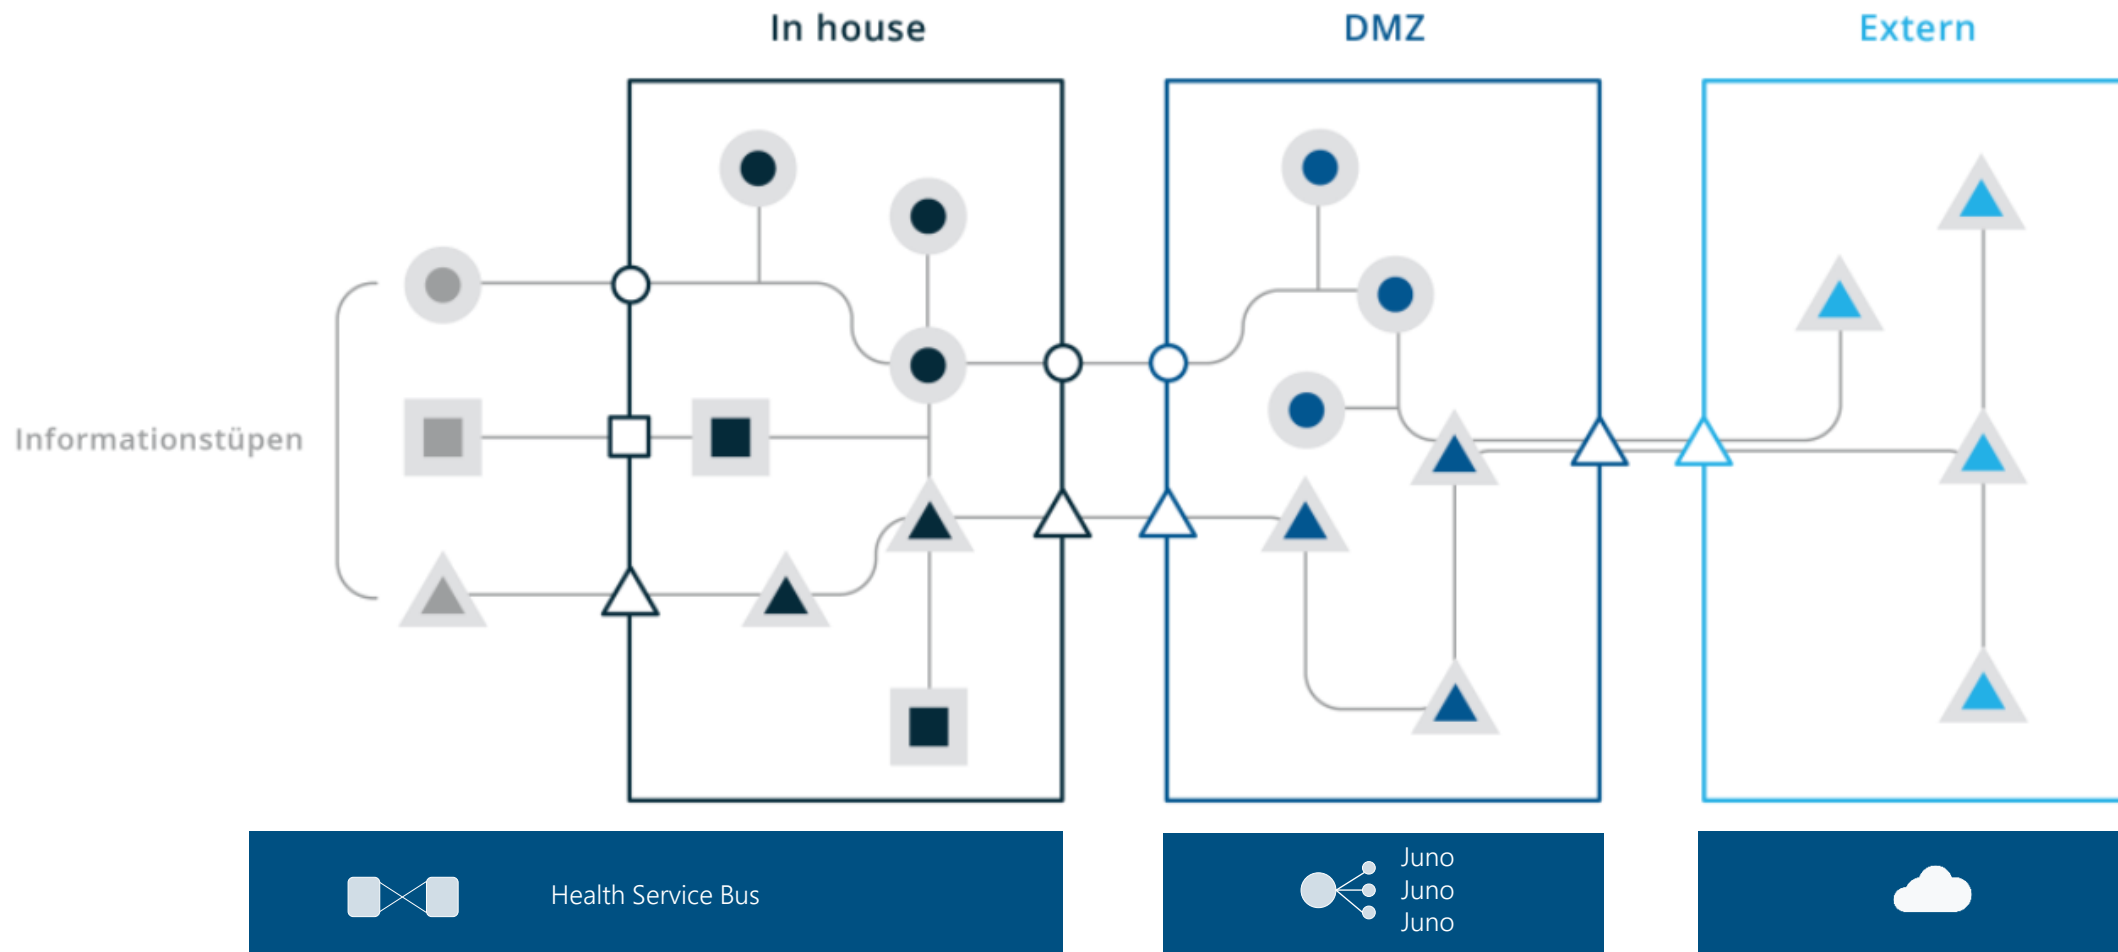 In house
DMZ
Extern
Informationstüpen
Health Service Bus
Juno
Juno
Juno